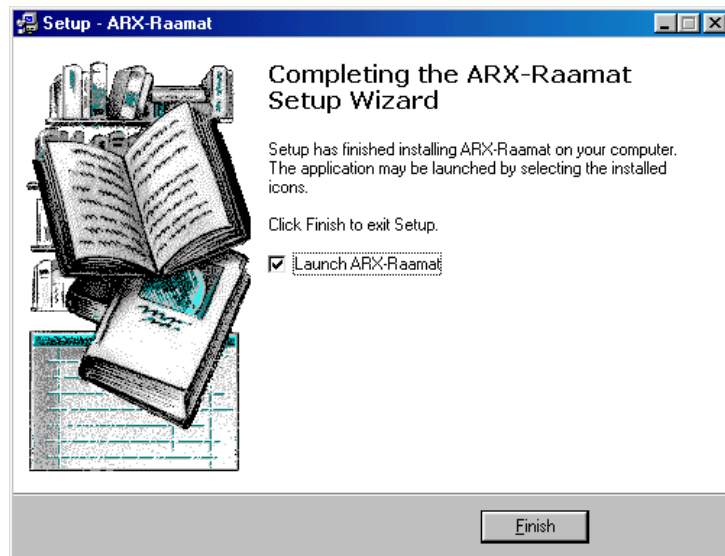 Setup - ARX-Raamat
Completing the ARX-Raamat
Setup Wizard
Setup has finished installing ARX-Raamat on your computer.
The application may be launched by selecting the installed
icons.
Click Finish to exit Setup.
Launch ARX-Raamat
Finish